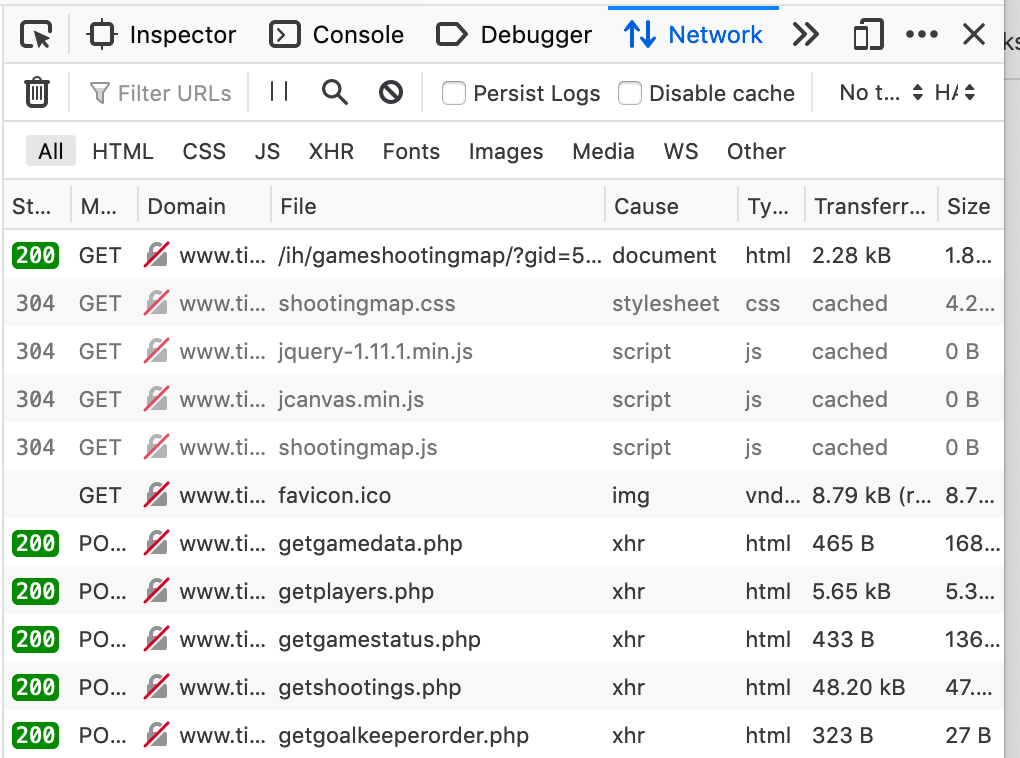 Inspector Console Debugger Network
Filter URLs Persist Logs Disable cache No t...
All HTML CSS JS XHR Fonts Images Media WS Other
St... M... Domain File Cause Ty... Transferr... Size
200 GET www.ti... /ih/gameshootingmap/?gid=5... document html 2.28 kB 1.8...
304 GET www.ti... shootingmap.css stylesheet css cached 4.2...
304 GET www.ti... jquery-1.11.1.min.js script js cached 0 B
304 GET www.ti... jcanvas.min.js script js cached 0 B
304 GET www.ti... shootingmap.js script js cached 0 B
GET www.ti... favicon.ico img vnd... 8.79 kB (r... 8.7...
200 PO... www.ti... getgamedata.php xhr html 465 B 168...
200 PO... www.ti... getplayers.php xhr html 5.65 kB 5.3...
200 PO... www.ti... getgamestatus.php xhr html 433 B 136...
200 PO... www.ti... getshootings.php xhr html 48.20 kB 47....
200 PO... www.ti... getgoalkeeperorder.php xhr html 323 B 27 B